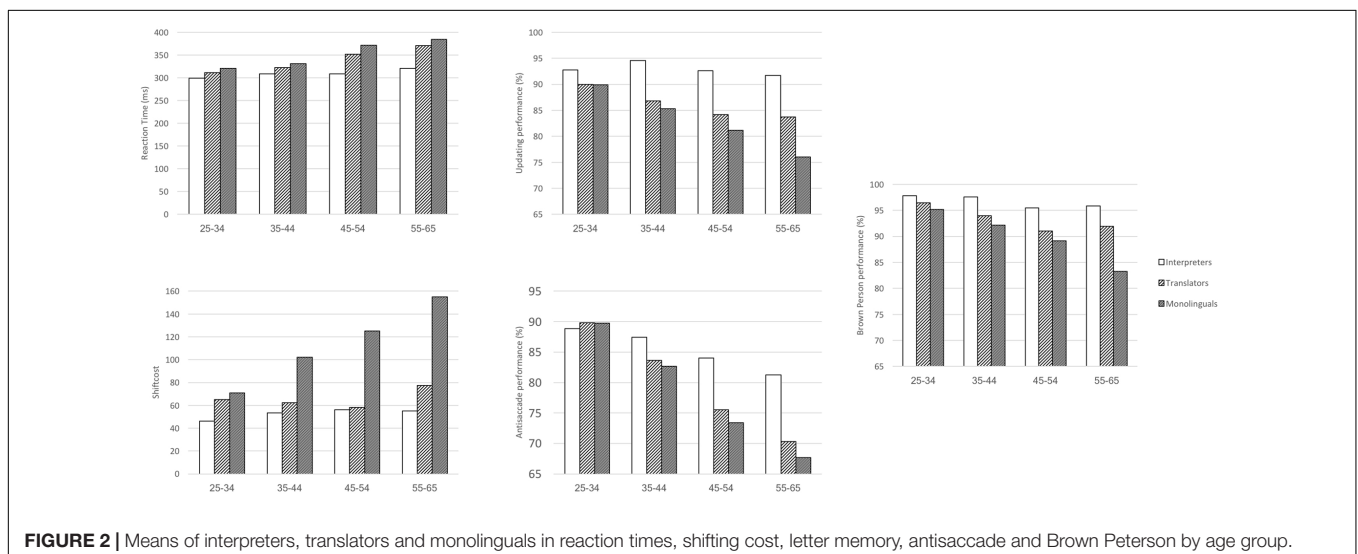 Reaction Time (ms)
400
350
300
250
200
150
100
50
0
25-34 35-44 45-54 55-65
Updating performance (%)
100
95
90
85
80
75
70
65
25-34 35-44 45-54 55-65
Shiftcost
160
140
120
100
80
60
40
20
0
25-34 35-44 45-54 55-65
Antisaccade performance (%)
95
90
85
80
75
70
65
25-34 35-44 45-54 55-65
Brown Person performance (%)
100
95
90
85
80
75
70
65
25-34 35-44 45-54 55-65
Interpreters
Translators
Monolinguals
FIGURE 2 | Means of interpreters, translators and monolinguals in reaction times, shifting cost, letter memory, antisaccade and Brown Peterson by age group.